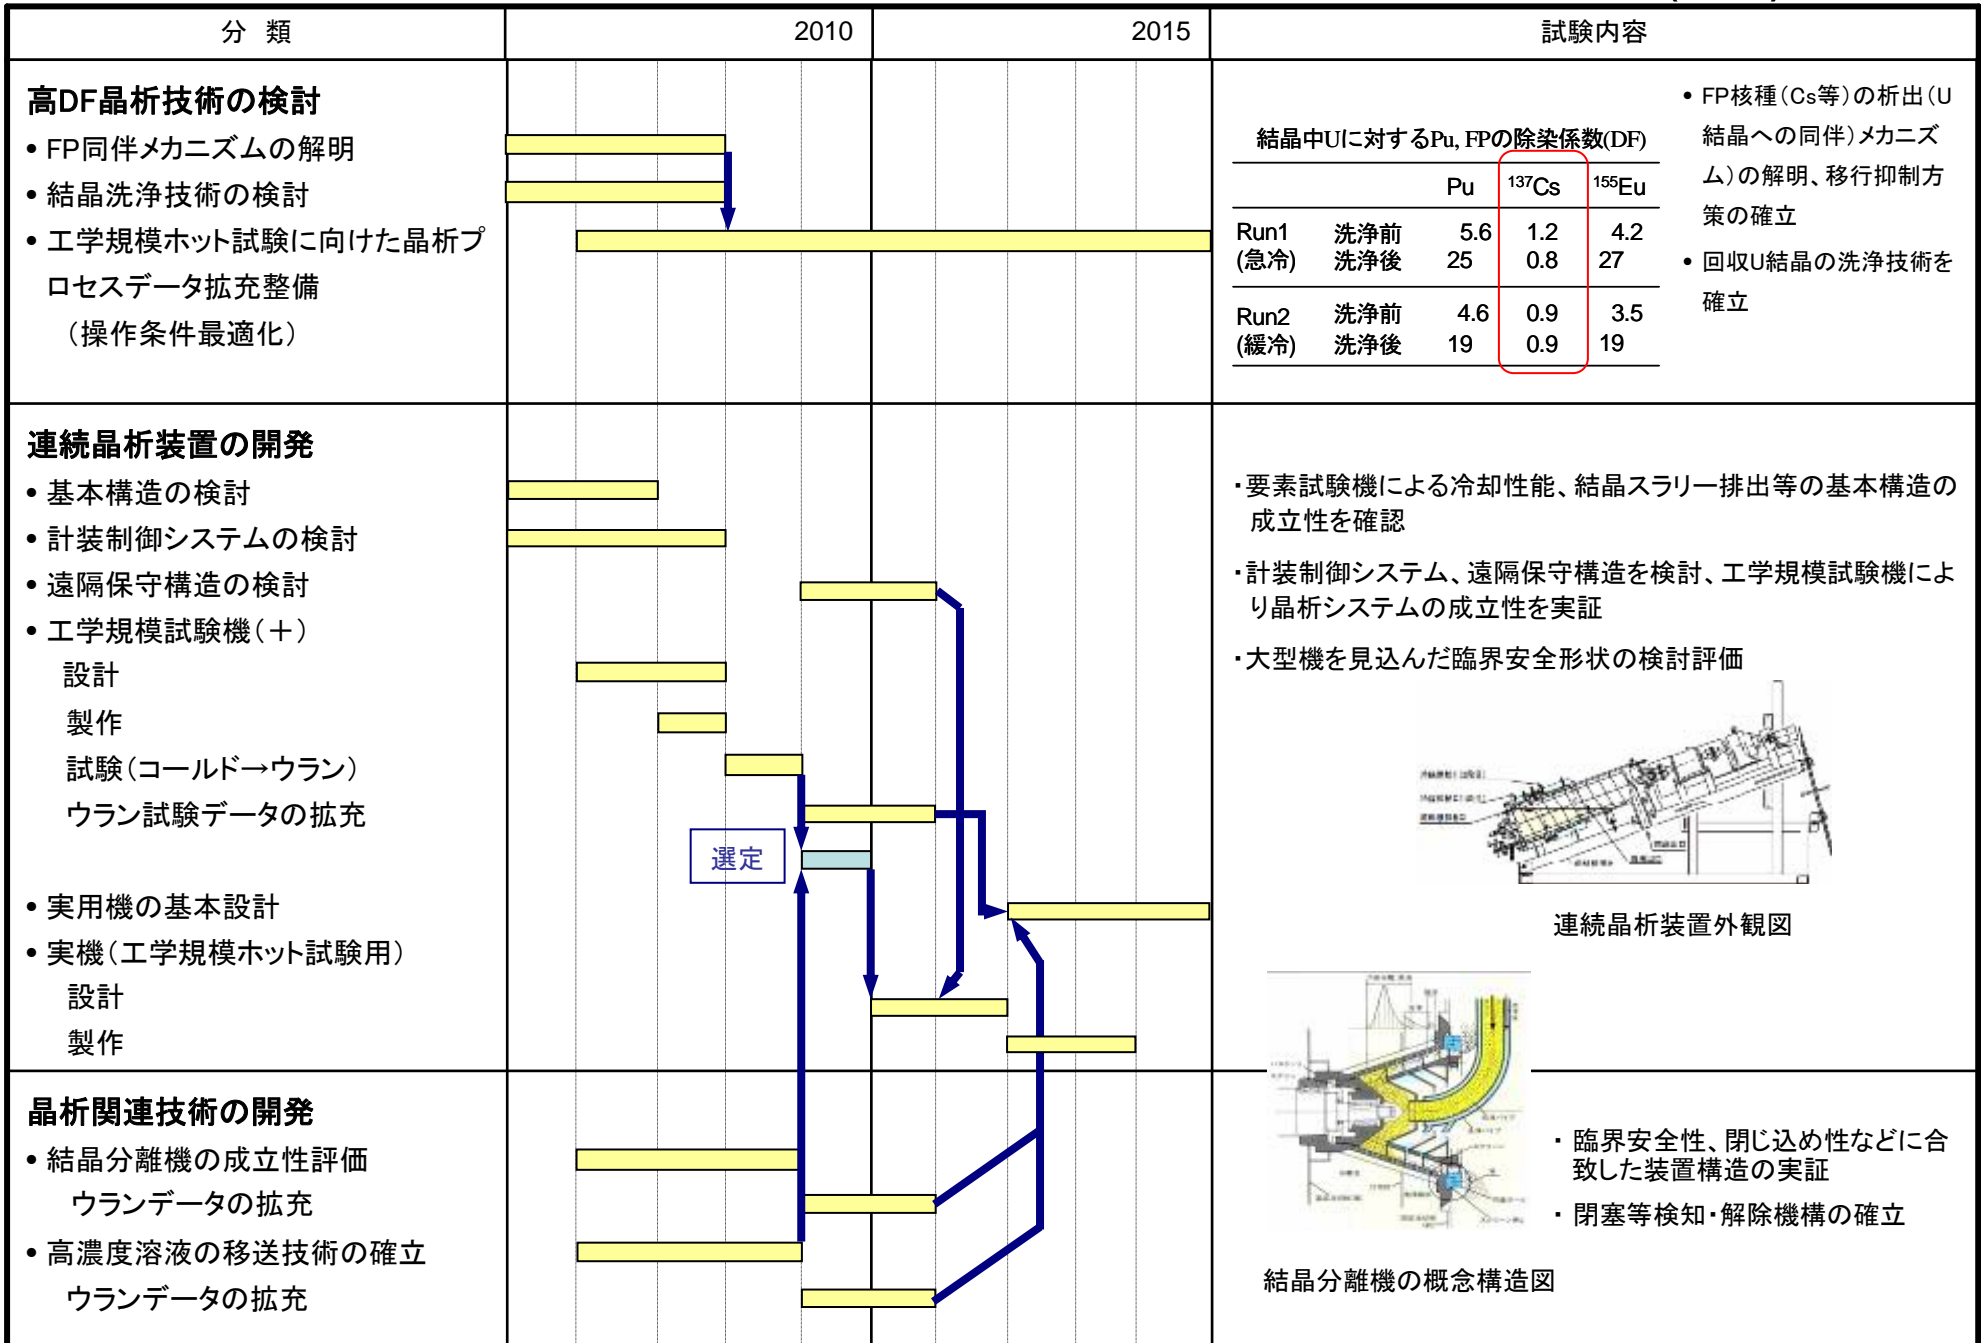 分 類
2010
2015
試験内容
高DF晶析技術の検討
• FP同伴メカニズムの解明
• 結晶洗浄技術の検討
• 工学規模ホット試験に向けた晶析プ
ロセスデータ拡充整備
(操作条件最適化)
結晶中Uに対するPu, FPの除染係数(DF)
Pu 137Cs 155Eu
Run1 洗浄前 5.6 1.2 4.2
(急冷) 洗浄後 25 0.8 27
Run2 洗浄前 4.6 0.9 3.5
(緩冷) 洗浄後 19 0.9 19
• FP核種(Cs等)の析出(U
結晶への同伴)メカニズ
ム)の解明、移行抑制方
策の確立
• 回収U結晶の洗浄技術を
確立
連続晶析装置の開発
• 基本構造の検討
• 計装制御システムの検討
• 遠隔保守構造の検討
• 工学規模試験機(+)
設計
製作
試験(コールド→ウラン)
ウラン試験データの拡充
選定
• 実用機の基本設計
• 実機(工学規模ホット試験用)
設計
製作
・要素試験機による冷却性能、結晶スラリー排出等の基本構造の
成立性を確認
・計装制御システム、遠隔保守構造を検討、工学規模試験機によ
り晶析システムの成立性を実証
・大型機を見込んだ臨界安全形状の検討評価
連続晶析装置外観図
晶析関連技術の開発
• 結晶分離機の成立性評価
ウランデータの拡充
• 高濃度溶液の移送技術の確立
ウランデータの拡充
・ 臨界安全性、閉じ込め性などに合
致した装置構造の実証
・ 閉塞等検知・解除機構の確立
結晶分離機の概念構造図